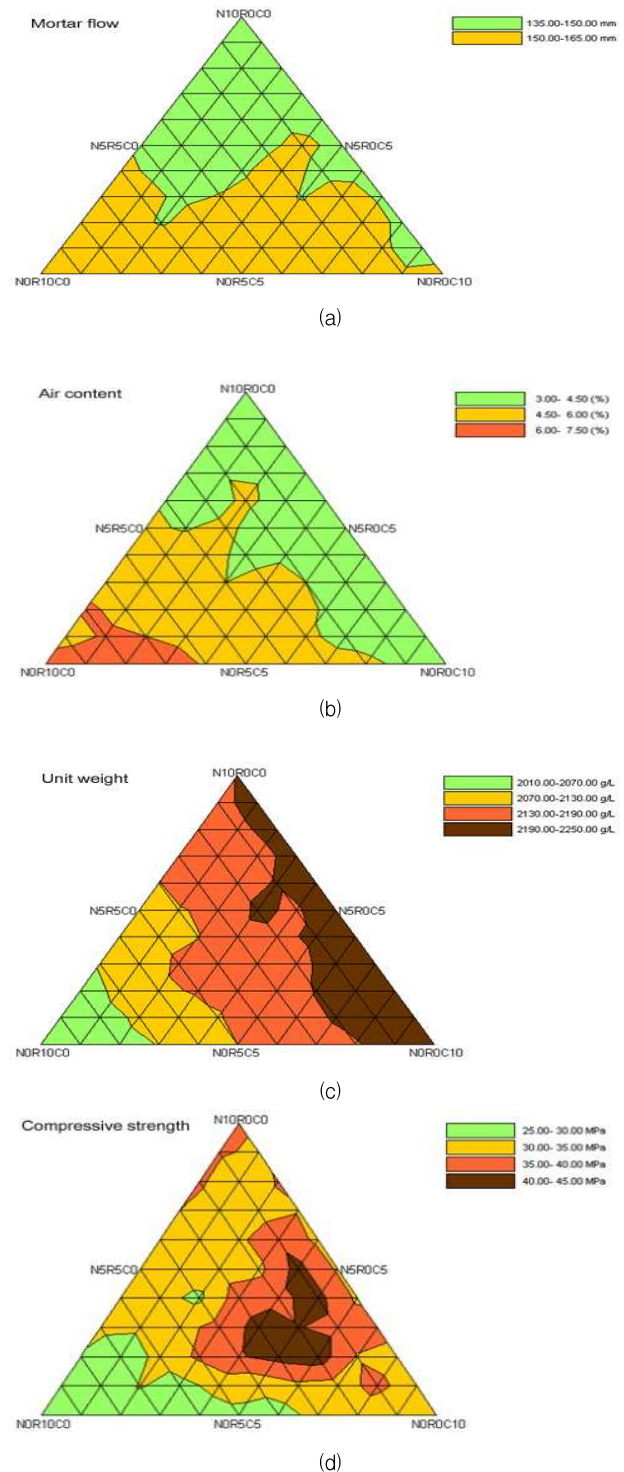 Mortar flow
N10R0C0
135.00-150.00 mm
150.00-165.00 mm
N5R5C0
N5R0C5
N0R10C0
N0R5C5
N0R0C10
(a)
Air content
N10R0C0
3.00- 4.50 (%)
4.50- 6.00 (%)
6.00- 7.50 (%)
N5R5C0
N5R0C5
N0R10C0
N0R5C5
N0R0C10
(b)
Unit weight
N10R0C0
2010.00-2070.00 g/L
2070.00-2130.00 g/L
2130.00-2190.00 g/L
2190.00-2250.00 g/L
N5R5C0
N5R0C5
N0R10C0
N0R5C5
N0R0C10
(c)
Compressive strength
N10R0C0
25.00- 30.00 MPa
30.00- 35.00 MPa
35.00- 40.00 MPa
40.00- 45.00 MPa
N5R5C0
N5R0C5
N0R10C0
N0R5C5
N0R0C10
(d)